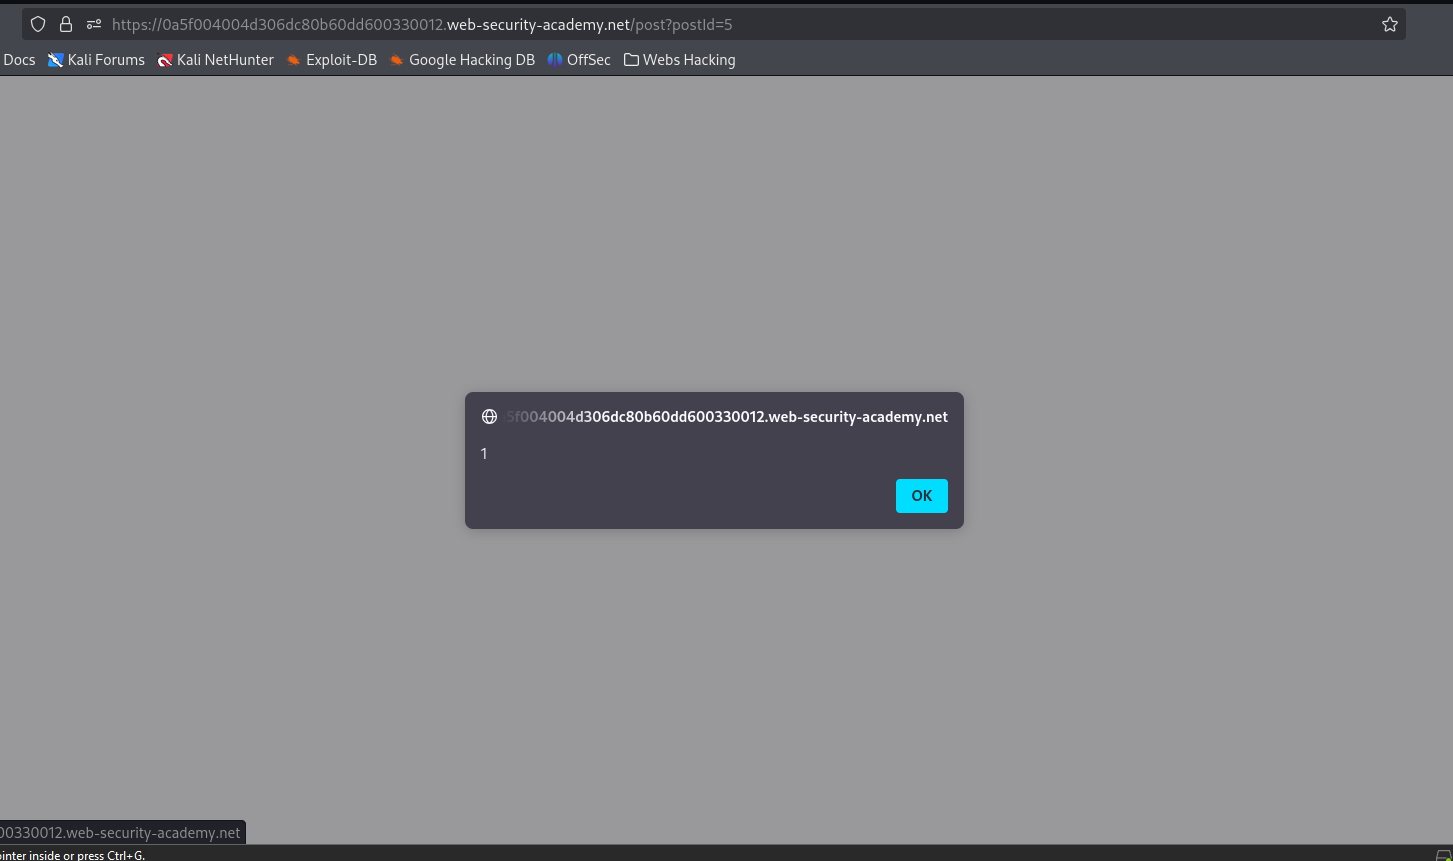 https://0a5f004004d306dc80b60dd600330012.web-security-academy.net/post?postId=5
Docs Kali Forums Kali NetHunter Exploit-DB Google Hacking DB OffSec Webs Hacking
5f004004d306dc80b60dd600330012.web-security-academy.net
1
OK
00330012.web-security-academy.net
ointer inside or press Ctrl+G.